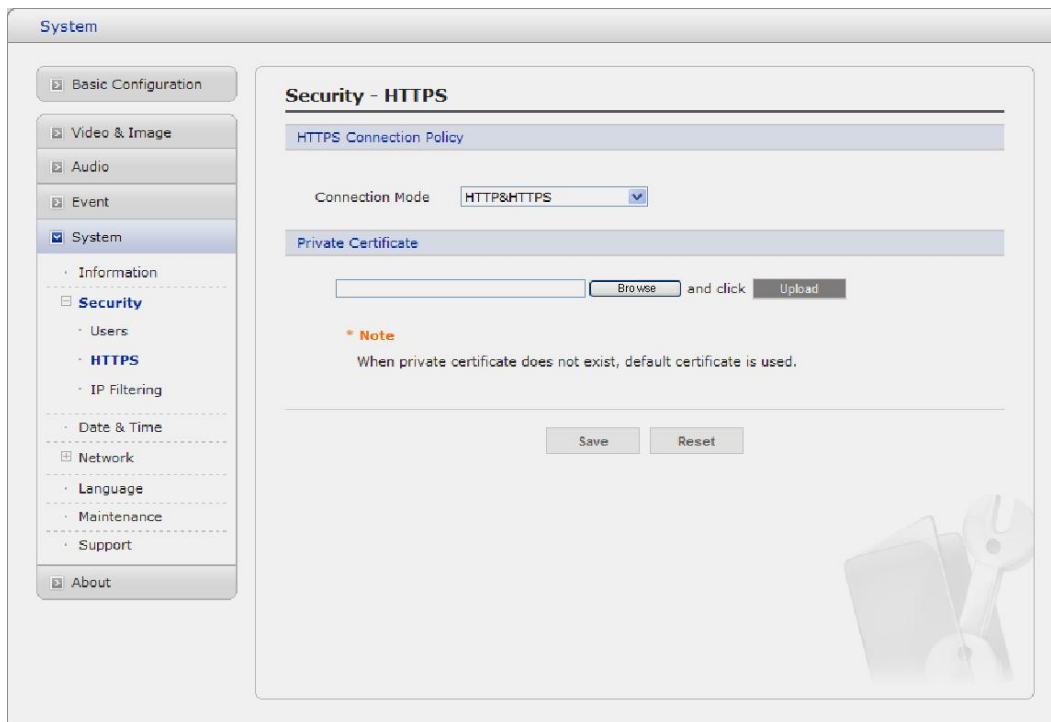 System
Basic Configuration
Video & Image
Audio
Event
System
Information
Security
Users
HTTPS
IP Filtering
Date & Time
Network
Language
Maintenance
Support
About
Security - HTTPS
HTTPS Connection Policy
Connection Mode HTTP&HTTPS
Private Certificate
Browse and click Upload
* Note
When private certificate does not exist, default certificate is used.
Save Reset